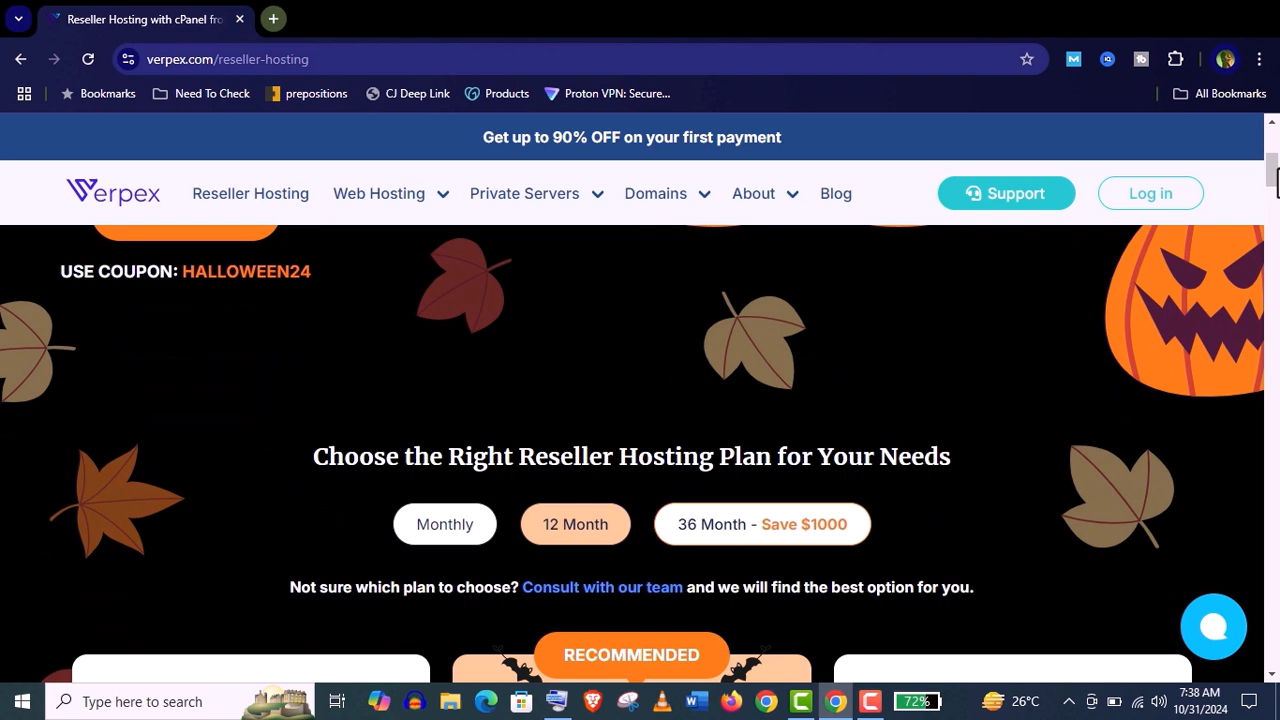 Reseller Hosting with cPanel fro
verpex.com/reseller-hosting
Bookmarks
Need To Check
prepositions
CJ Deep Link
Products
Proton VPN: Secure...
All Bookmarks
Get up to 90% OFF on your first payment
Verpex
Reseller Hosting
Web Hosting
Private Servers
Domains
About
Blog
Support
Log in
USE COUPON: HALLOWEEN24
Choose the Right Reseller Hosting Plan for Your Needs
Monthly
12 Month
36 Month - Save $1000
Not sure which plan to choose? Consult with our team and we will find the best option for you.
RECOMMENDED
Type here to search
72%
26°C
7:38 AM
10/31/2024